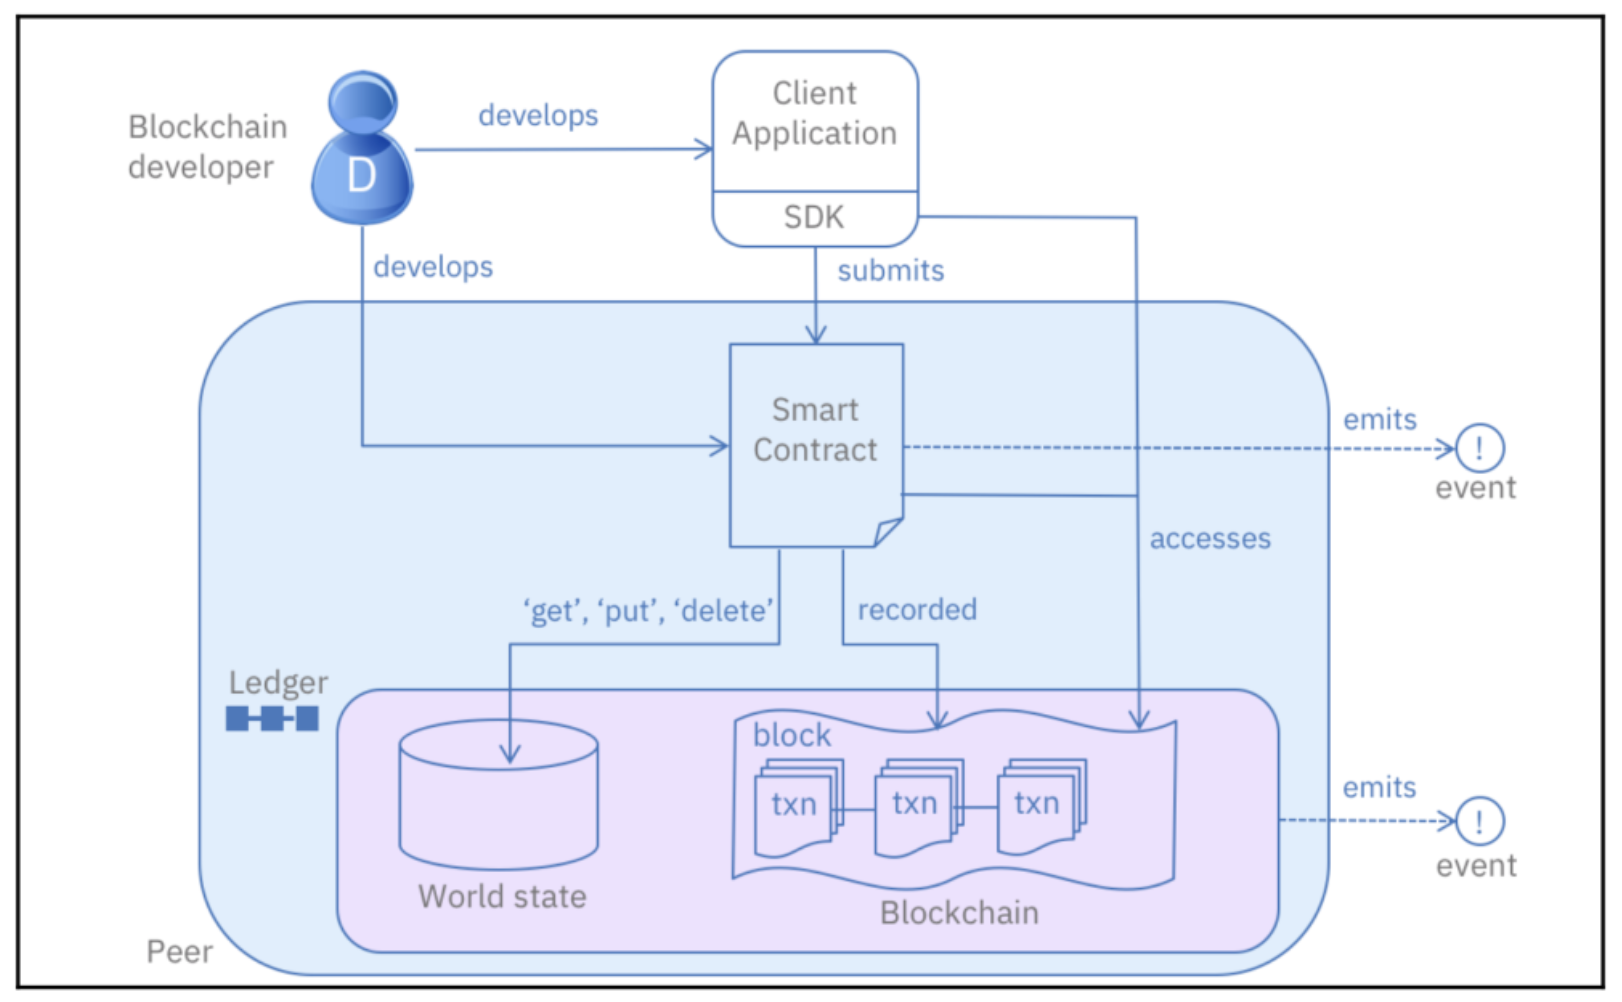 Blockchain
developer
D
develops
Client
Application
SDK
develops
submits
Smart
Contract
emits
!
event
accesses
‘get’, ‘put’, ‘delete’
recorded
Ledger
block
txn
txn
txn
World state
Blockchain
emits
!
event
Peer